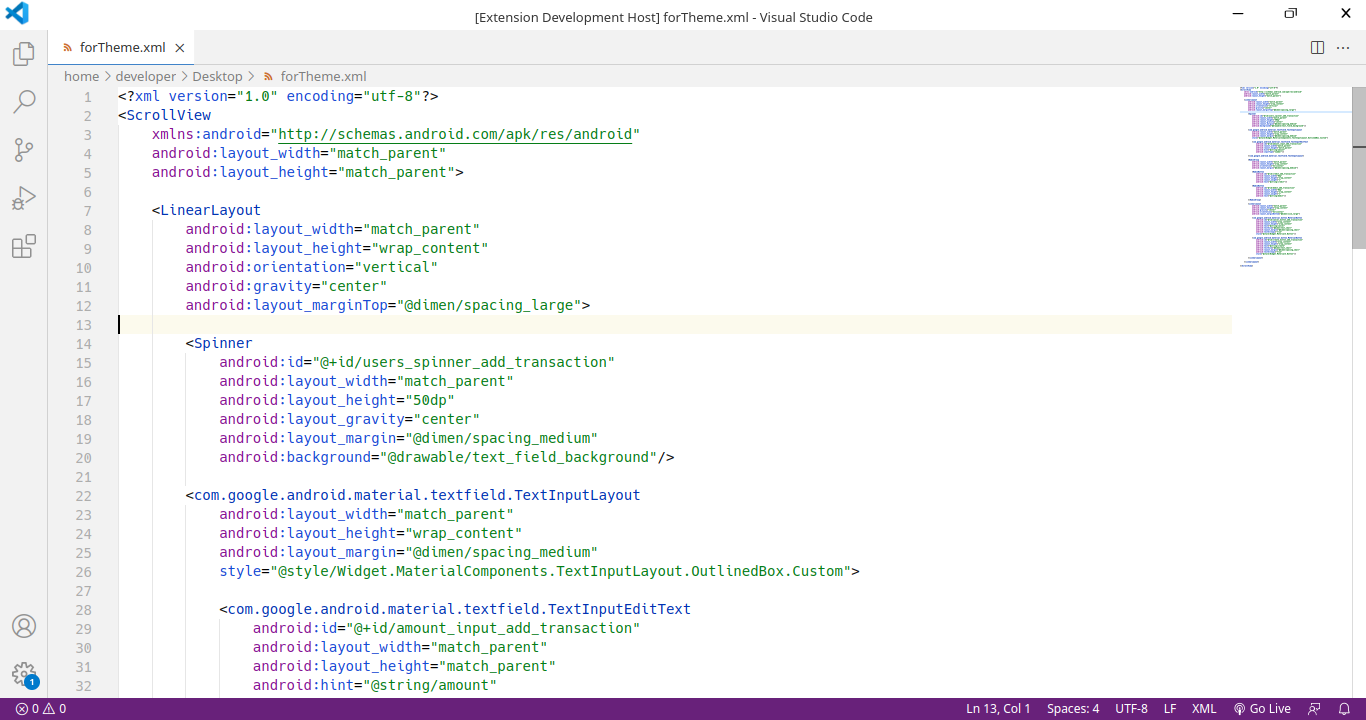 [Extension Development Host] forTheme.xml - Visual Studio Code
forTheme.xml
home > developer > Desktop > forTheme.xml
1 <?xml version="1.0" encoding="utf-8"?>
2 <ScrollView
3     xmlns:android="http://schemas.android.com/apk/res/android"
4     android:layout_width="match_parent"
5     android:layout_height="match_parent">
6
7     <LinearLayout
8         android:layout_width="match_parent"
9         android:layout_height="wrap_content"
10         android:orientation="vertical"
11         android:gravity="center"
12         android:layout_marginTop="@dimen/spacing_large">
13
14         <Spinner
15             android:id="@+id/users_spinner_add_transaction"
16             android:layout_width="match_parent"
17             android:layout_height="50dp"
18             android:layout_gravity="center"
19             android:layout_margin="@dimen/spacing_medium"
20             android:background="@drawable/text_field_background"/>
21
22         <com.google.android.material.textfield.TextInputLayout
23             android:layout_width="match_parent"
24             android:layout_height="wrap_content"
25             android:layout_margin="@dimen/spacing_medium"
26             style="@style/Widget.MaterialComponents.TextInputLayout.OutlinedBox.Custom">
27
28             <com.google.android.material.textfield.TextInputEditText
29                 android:id="@+id/amount_input_add_transaction"
30                 android:layout_width="match_parent"
31                 android:layout_height="match_parent"
32                 android:hint="@string/amount"
1
0 0 Ln 13, Col 1 Spaces: 4 UTF-8 LF XML Go Live